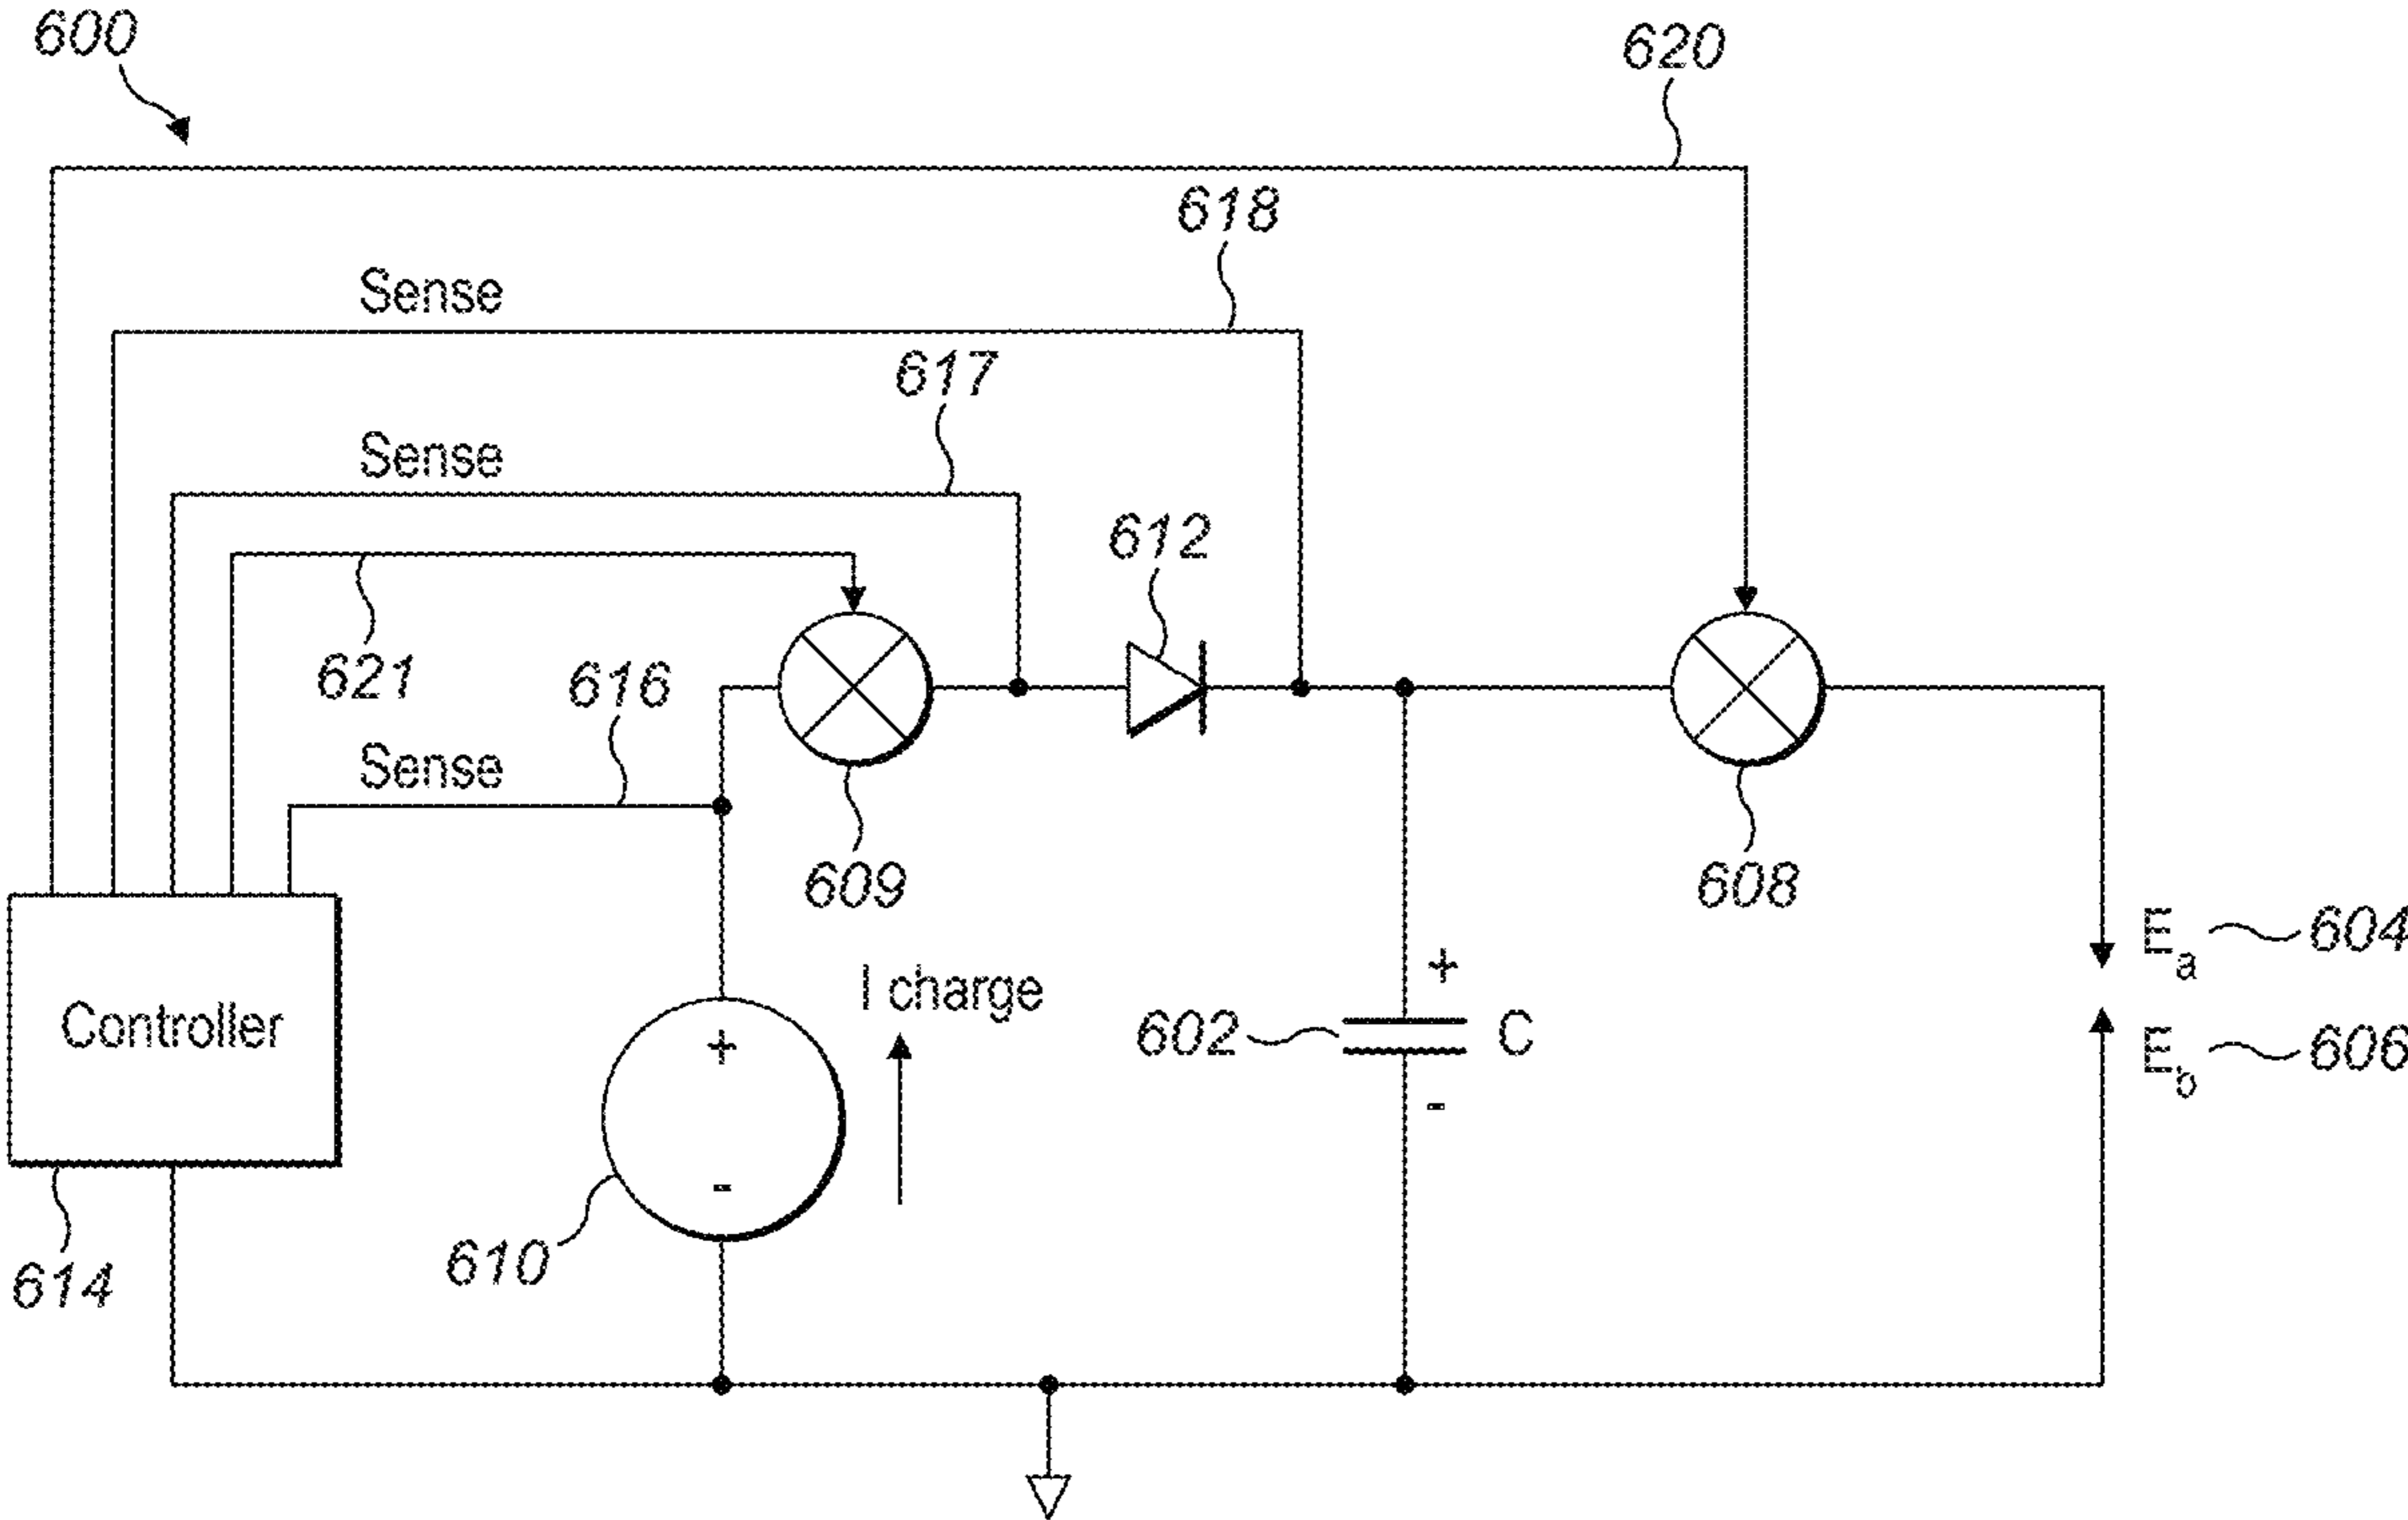 600
620
618
Sense
617
Sense
612
621
616
Sense
609
608
Ea 604
+
I charge
Controller
+
602 C
Eb 606
-
-
610
614